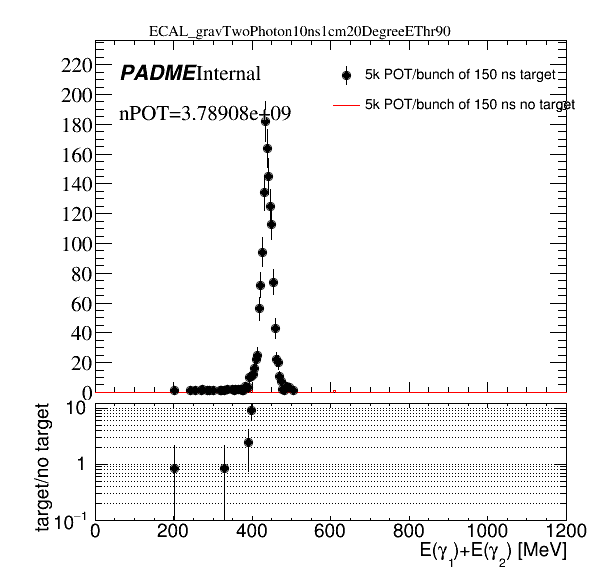 ECAL_gravTwoPhoton10ns1cm20DegreeEThr90
PADME Internal
5k POT/bunch of 150 ns target
5k POT/bunch of 150 ns no target
nPOT=3.78908e+09
220
200
180
160
140
120
100
80
60
40
20
0
target/no target
10
1
10⁻¹
0 200 400 600 800 1000 1200
E(γ₁)+E(γ₂) [MeV]